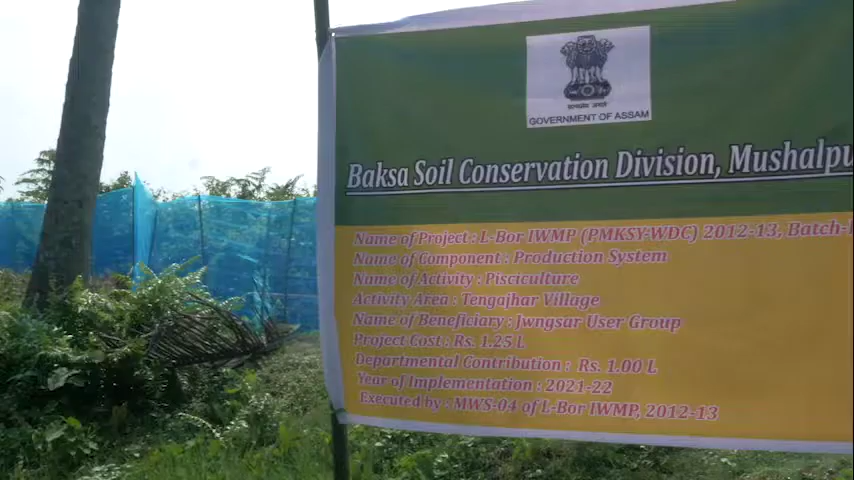 सत्यमेव जयते
GOVERNMENT OF ASSAM
Baksa Soil Conservation Division, Mushalpu
Name of Project : L-Bor IWMP (PMKSY-WDC) 2012-13, Batch-
Name of Component : Production System
Name of Activity : Pisciculture
Activity Area : Tengajhar Village
Name of Beneficiary : Jwngsar User Group
Project Cost : Rs. 1.25 L
Departmental Contribution : Rs. 1.00 L
Year of Implementation : 2021-22
Executed by : MWS-04 of L-Bor IWMP, 2012-13